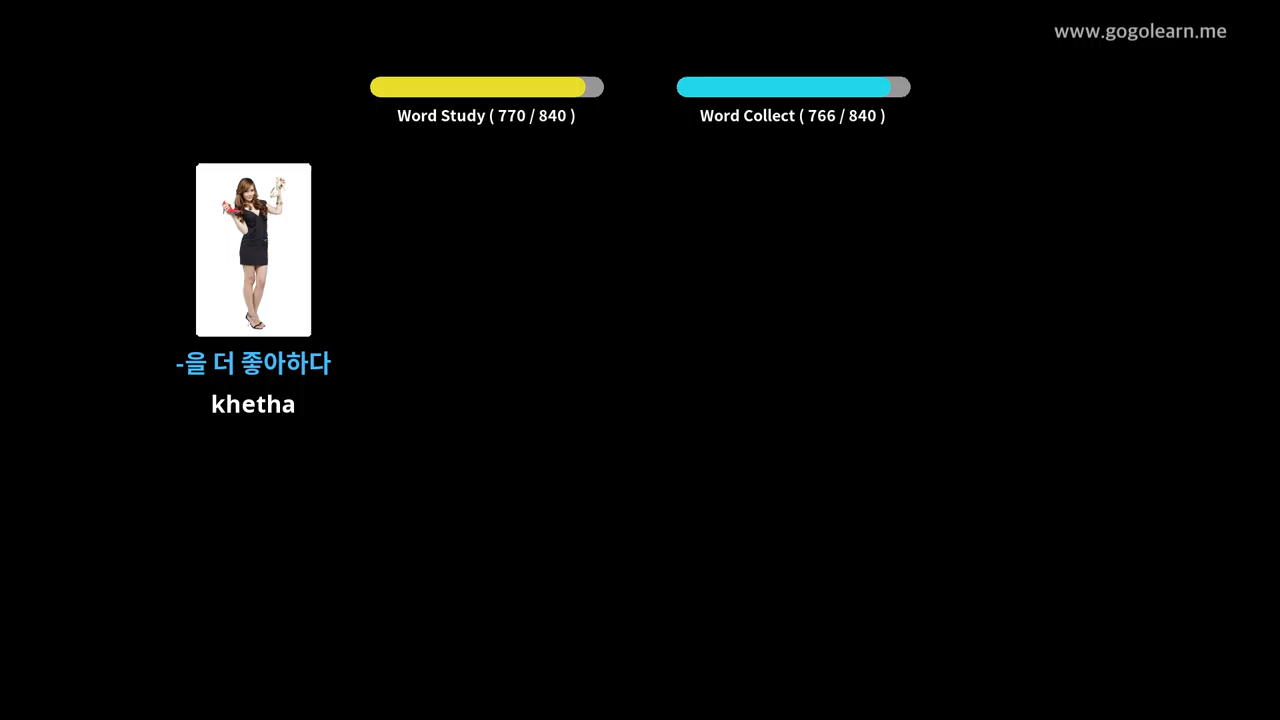 www.gogolearn.me
Word Study ( 770 / 840 )
Word Collect ( 766 / 840 )
-을 더 좋아하다
khetha